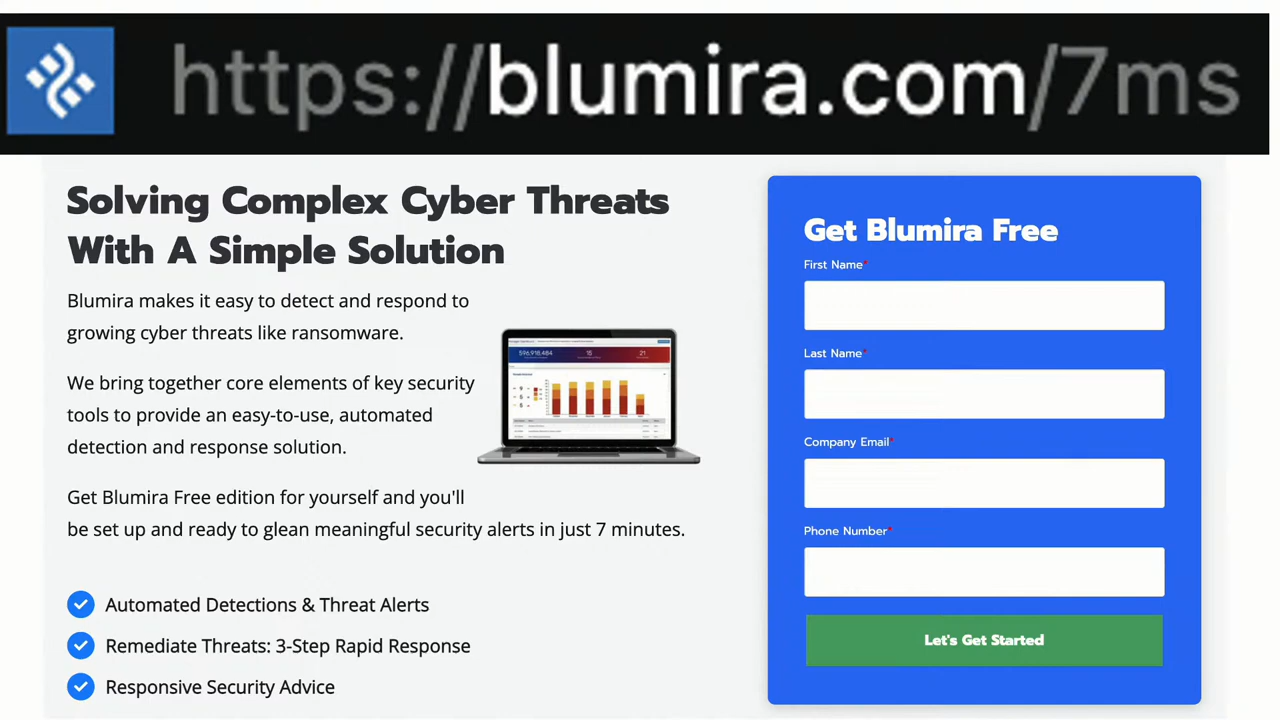 https://blumira.com/7ms
Solving Complex Cyber Threats
With A Simple Solution
Blumira makes it easy to detect and respond to
growing cyber threats like ransomware.
We bring together core elements of key security
tools to provide an easy-to-use, automated
detection and response solution.
Get Blumira Free edition for yourself and you'll
be set up and ready to glean meaningful security alerts in just 7 minutes.
Automated Detections & Threat Alerts
Remediate Threats: 3-Step Rapid Response
Responsive Security Advice
596,918,484
Get Blumira Free
First Name*
Last Name*
Company Email*
Phone Number*
Let's Get Started